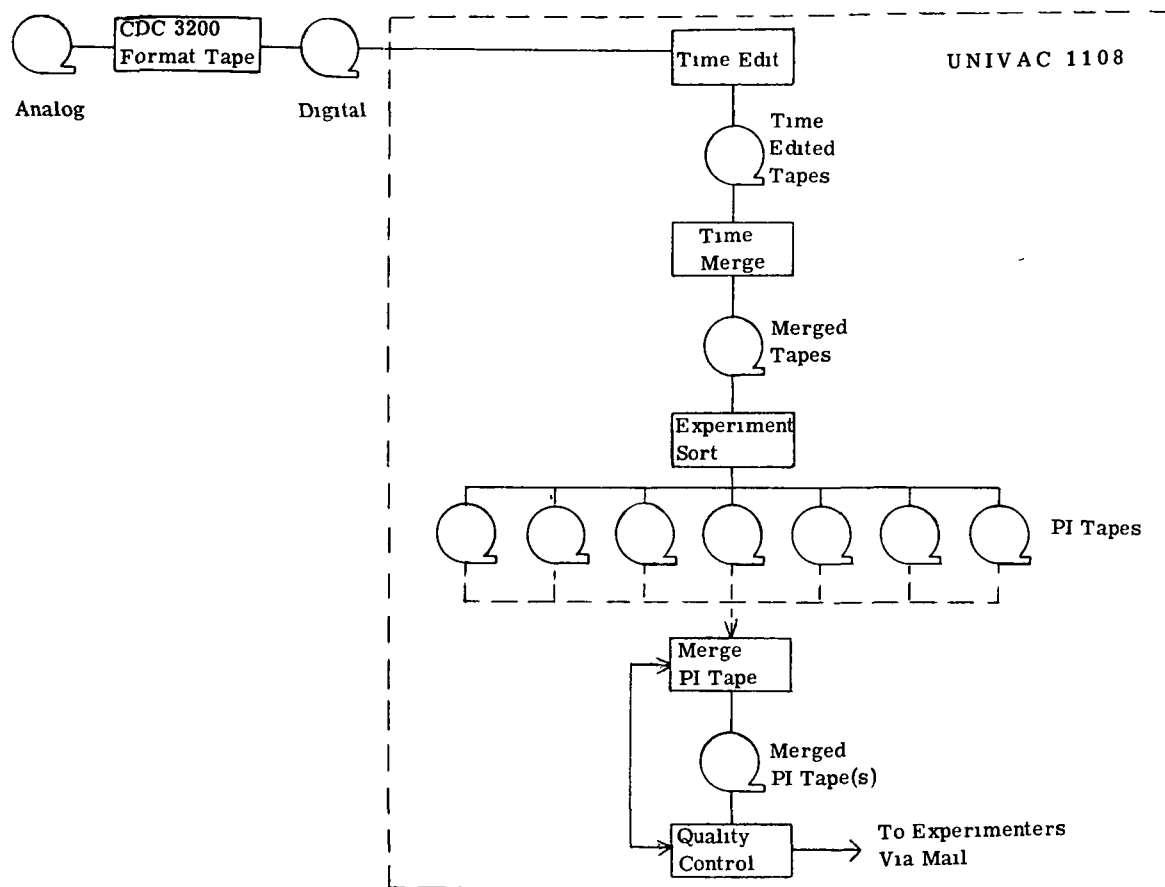 CDC 3200
Format Tape
Analog
Digital
Time Edit
UNIVAC 1108
Time
Edited
Tapes
Time
Merge
Merged
Tapes
Experiment
Sort
PI Tapes
Merge
PI Tape
Merged
PI Tape(s)
Quality
Control
To Experimenters
Via Mail